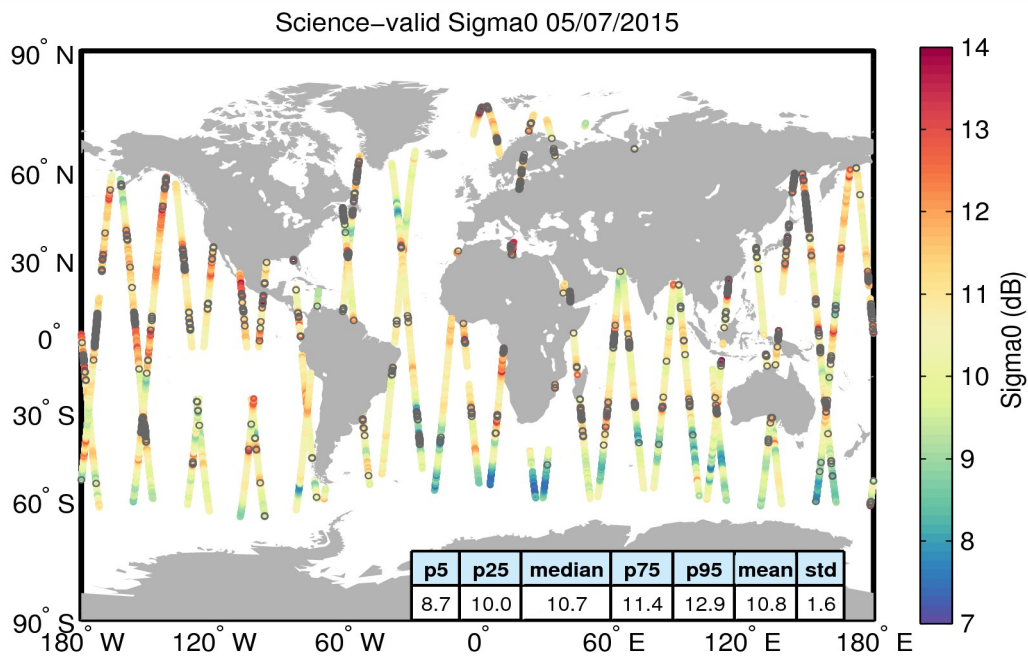 Science−valid Sigma0 05/07/2015
90° N
60° N
30° N
0°
30° S
60° S
90° S
180° W
120° W
60° W
0°
60° E
120° E
180° E
14
13
12
11
10
9
8
7
Sigma0 (dB)
p5 p25 median p75 p95 mean std
8.7 10.0 10.7 11.4 12.9 10.8 1.6